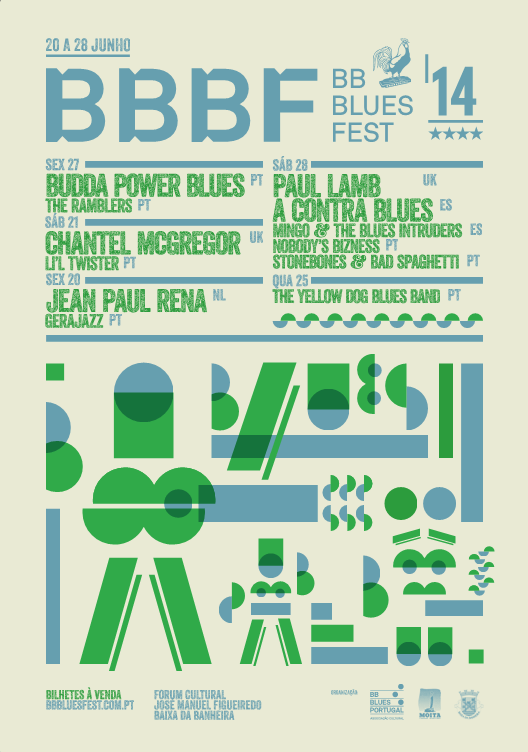 20 A 28 JUNHO
BBBF
BB
BLUES
FEST
14
SEX 27
BUDDA POWER BLUES PT
THE RAMBLERS PT
SÁB 21
CHANTEL MCGREGOR UK
LI'L TWISTER PT
SEX 20
JEAN PAUL RENA NL
GERAJAZZ PT
SÁB 28
PAUL LAMB UK
A CONTRA BLUES ES
MINGO & THE BLUES INTRUDERS ES
NOBODY'S BIZNESS PT
STONEBONES & BAD SPAGHETTI PT
QUA 25
THE YELLOW DOG BLUES BAND PT
BILHETES À VENDA
BBBLUESFEST.COM.PT
FORUM CULTURAL
JOSÉ MANUEL FIGUEIREDO
BAIXA DA BANHEIRA
ORGANIZAÇÃO
BB
BLUES
PORTUGAL
MOITA